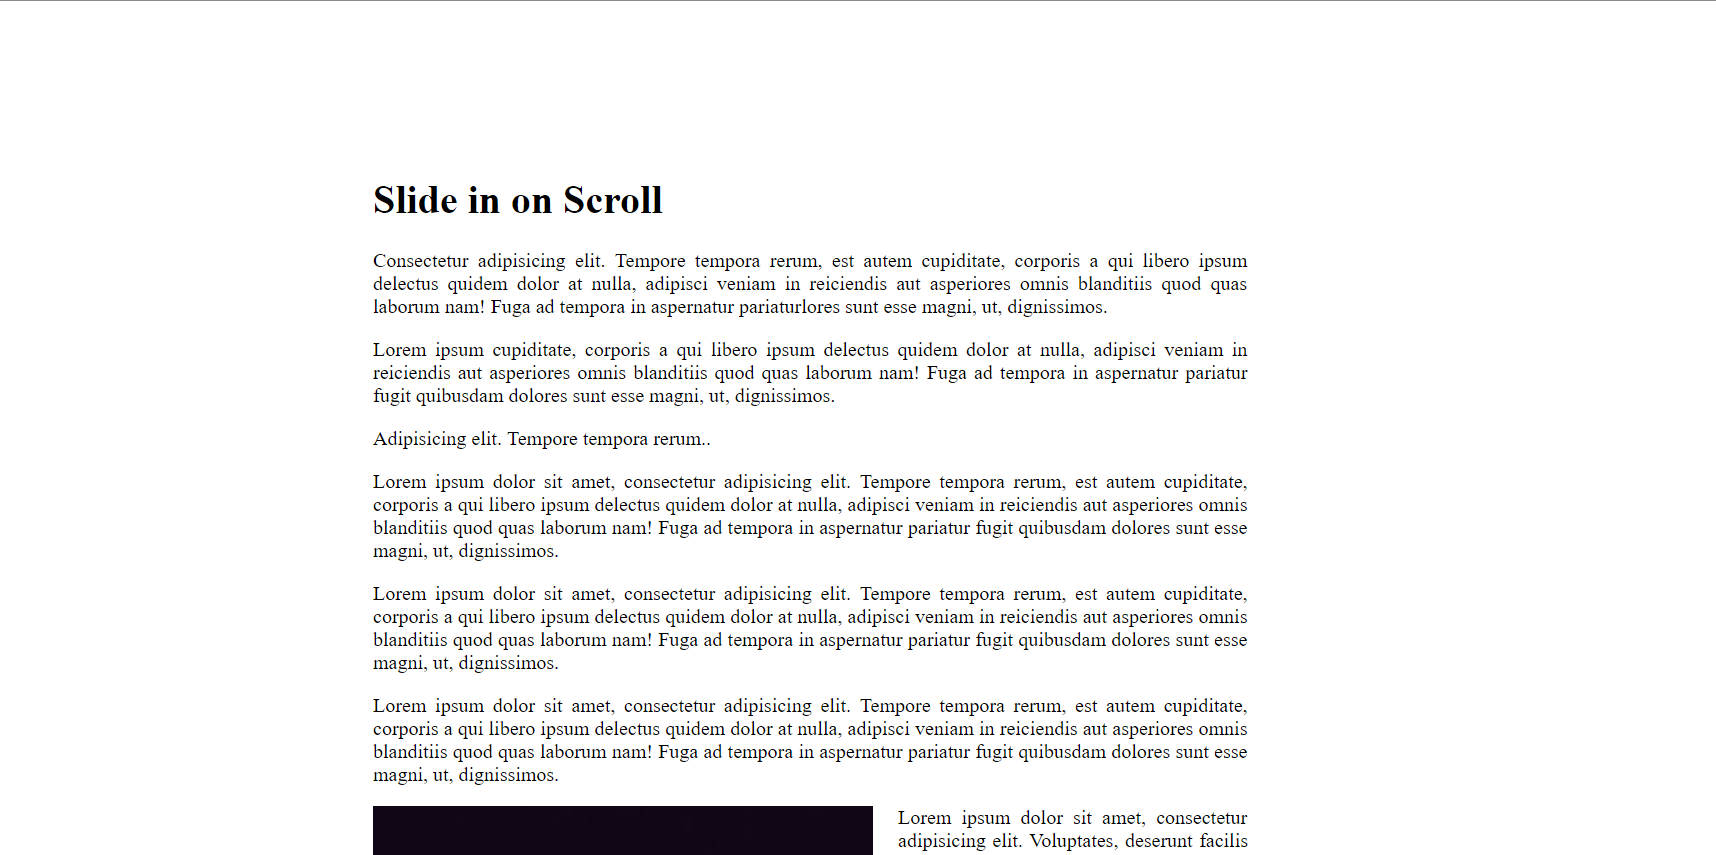 Slide in on Scroll
Consectetur adipisicing elit. Tempore tempora rerum, est autem cupiditate, corporis a qui libero ipsum
delectus quidem dolor at nulla, adipisci veniam in reiciendis aut asperiores omnis blanditiis quod quas
laborum nam! Fuga ad tempora in aspernatur pariaturlores sunt esse magni, ut, dignissimos.
Lorem ipsum cupiditate, corporis a qui libero ipsum delectus quidem dolor at nulla, adipisci veniam in
reiciendis aut asperiores omnis blanditiis quod quas laborum nam! Fuga ad tempora in aspernatur pariatur
fugit quibusdam dolores sunt esse magni, ut, dignissimos.
Adipisicing elit. Tempore tempora rerum..
Lorem ipsum dolor sit amet, consectetur adipisicing elit. Tempore tempora rerum, est autem cupiditate,
corporis a qui libero ipsum delectus quidem dolor at nulla, adipisci veniam in reiciendis aut asperiores omnis
blanditiis quod quas laborum nam! Fuga ad tempora in aspernatur pariatur fugit quibusdam dolores sunt esse
magni, ut, dignissimos.
Lorem ipsum dolor sit amet, consectetur adipisicing elit. Tempore tempora rerum, est autem cupiditate,
corporis a qui libero ipsum delectus quidem dolor at nulla, adipisci veniam in reiciendis aut asperiores omnis
blanditiis quod quas laborum nam! Fuga ad tempora in aspernatur pariatur fugit quibusdam dolores sunt esse
magni, ut, dignissimos.
Lorem ipsum dolor sit amet, consectetur adipisicing elit. Tempore tempora rerum, est autem cupiditate,
corporis a qui libero ipsum delectus quidem dolor at nulla, adipisci veniam in reiciendis aut asperiores omnis
blanditiis quod quas laborum nam! Fuga ad tempora in aspernatur pariatur fugit quibusdam dolores sunt esse
magni, ut, dignissimos.
Lorem ipsum dolor sit amet, consectetur
adipisicing elit. Voluptates, deserunt facilis